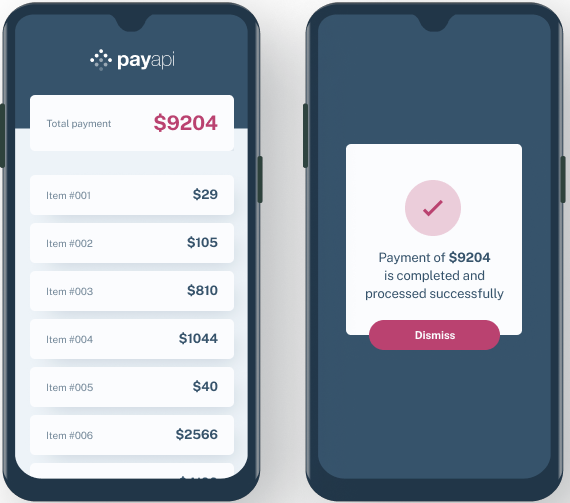 payapi
Total payment $9204
Item #001 $29
Item #002 $105
Item #003 $810
Item #004 $1044
Item #005 $40
Item #006 $2566
Payment of $9204
is completed and
processed successfully
Dismiss